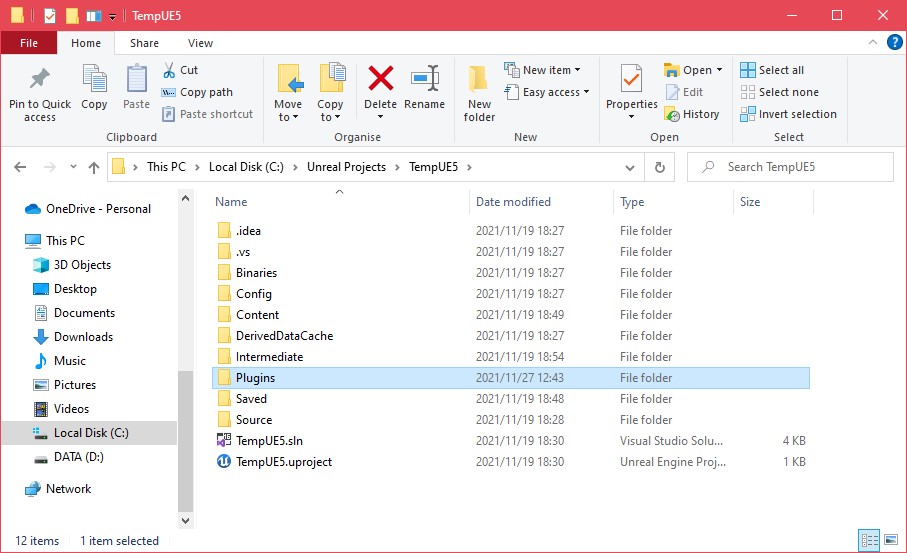 TempUE5
File Home Share View
Pin to Quick access
Copy
Paste
Cut
Copy path
Paste shortcut
Clipboard
Move to
Copy to
Delete
Rename
Organise
New folder
New item
Easy access
New
Properties
Open
Edit
History
Open
Select all
Select none
Invert selection
Select
This PC Local Disk (C:) Unreal Projects TempUE5
Search TempUE5
OneDrive - Personal
This PC
3D Objects
Desktop
Documents
Downloads
Music
Pictures
Videos
Local Disk (C:)
DATA (D:)
Network
Name Date modified Type Size
.idea 2021/11/19 18:27 File folder
.vs 2021/11/19 18:27 File folder
Binaries 2021/11/19 18:27 File folder
Config 2021/11/19 18:27 File folder
Content 2021/11/19 18:49 File folder
DerivedDataCache 2021/11/19 18:27 File folder
Intermediate 2021/11/19 18:54 File folder
Plugins 2021/11/27 12:43 File folder
Saved 2021/11/19 18:48 File folder
Source 2021/11/19 18:28 File folder
TempUE5.sln 2021/11/19 18:30 Visual Studio Solu... 4 KB
TempUE5.uproject 2021/11/19 18:30 Unreal Engine Proj... 1 KB
12 items 1 item selected